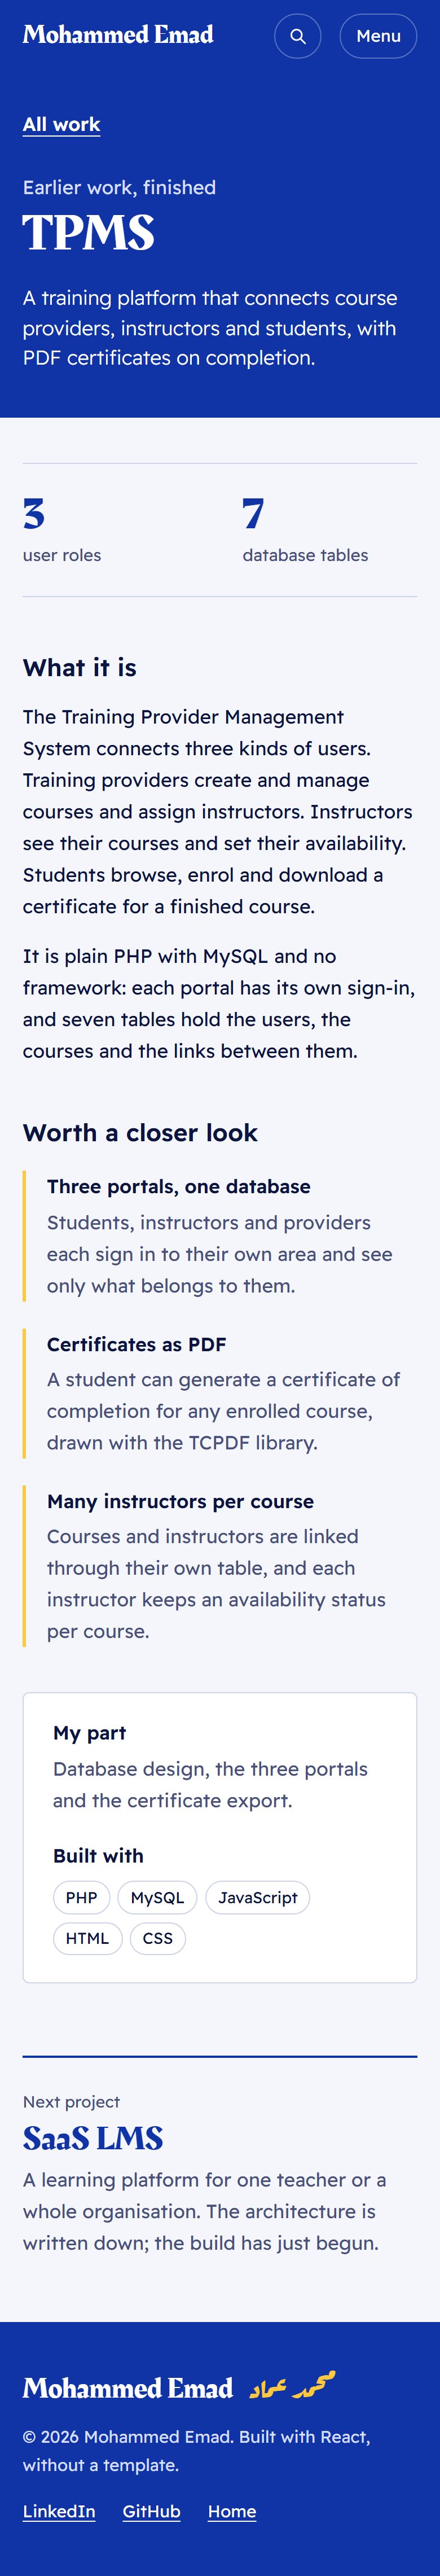 Mohammed Emad
Menu
All work
Earlier work, finished
TPMS
A training platform that connects course
providers, instructors and students, with
PDF certificates on completion.
3
user roles
7
database tables
What it is
The Training Provider Management
System connects three kinds of users.
Training providers create and manage
courses and assign instructors. Instructors
see their courses and set their availability.
Students browse, enrol and download a
certificate for a finished course.
It is plain PHP with MySQL and no
framework: each portal has its own sign-in,
and seven tables hold the users, the
courses and the links between them.
Worth a closer look
Three portals, one database
Students, instructors and providers
each sign in to their own area and see
only what belongs to them.
Certificates as PDF
A student can generate a certificate of
completion for any enrolled course,
drawn with the TCPDF library.
Many instructors per course
Courses and instructors are linked
through their own table, and each
instructor keeps an availability status
per course.
My part
Database design, the three portals
and the certificate export.
Built with
PHP MySQL JavaScript
HTML CSS
Next project
SaaS LMS
A learning platform for one teacher or a
whole organisation. The architecture is
written down; the build has just begun.
Mohammed Emad محمد عماد
© 2026 Mohammed Emad. Built with React,
without a template.
LinkedIn GitHub Home